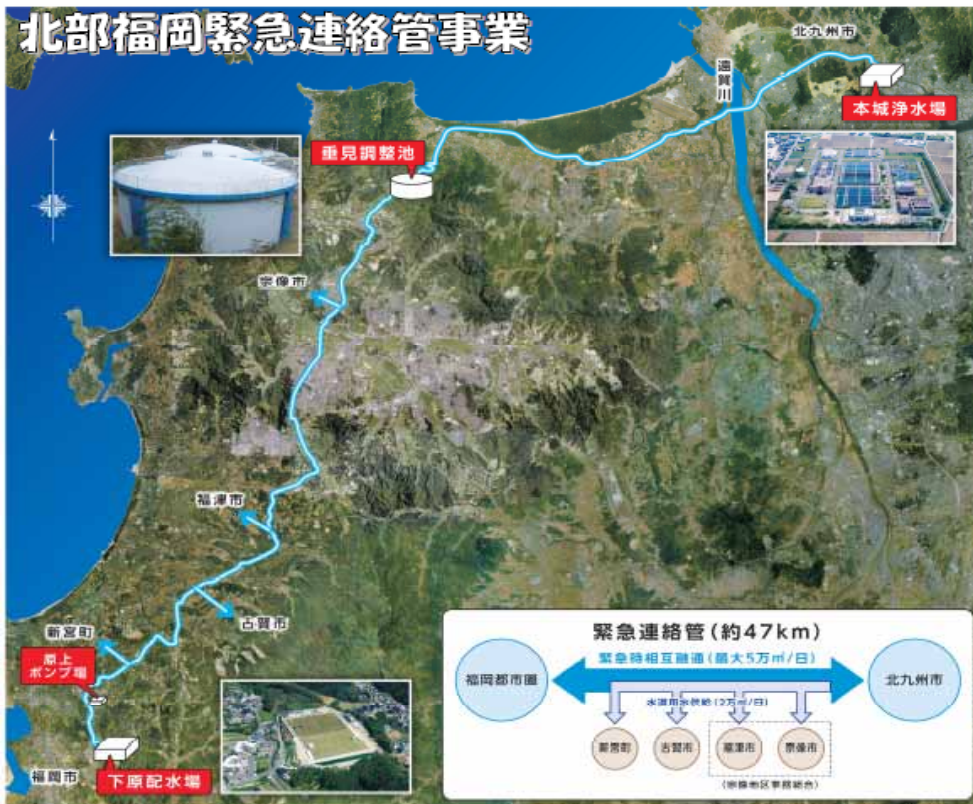 北部福岡緊急連絡管事業
北九州市
遠賀川
本城浄水場
垂見調整池
宗像市
福津市
古賀市
新宮町
原上
ポンプ場
下原配水場
福岡市
緊急連絡管(約47km)
緊急時相互融通(最大5万㎥/日)
福岡都市圏
北九州市
水道用水供給(2万㎥/日)
新宮町
古賀市
福津市
宗像市
(宗像地区事務組合)